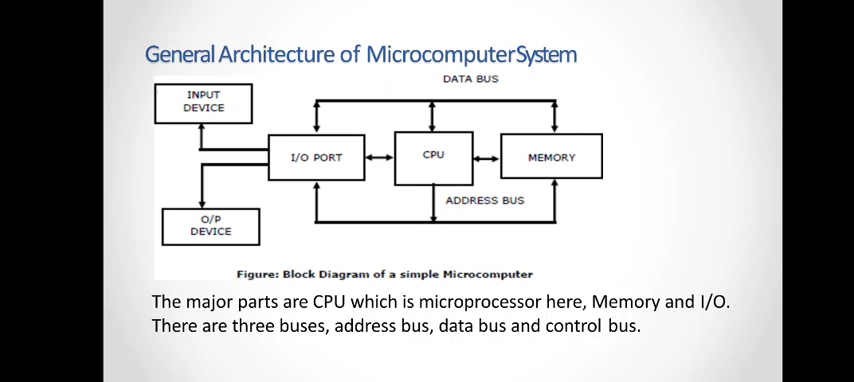 General Architecture of Microcomputer System
DATA BUS
INPUT
DEVICE
I/O PORT
CPU
MEMORY
ADDRESS BUS
O/P
DEVICE
Figure: Block Diagram of a simple Microcomputer
The major parts are CPU which is microprocessor here, Memory and I/O.
There are three buses, address bus, data bus and control bus.